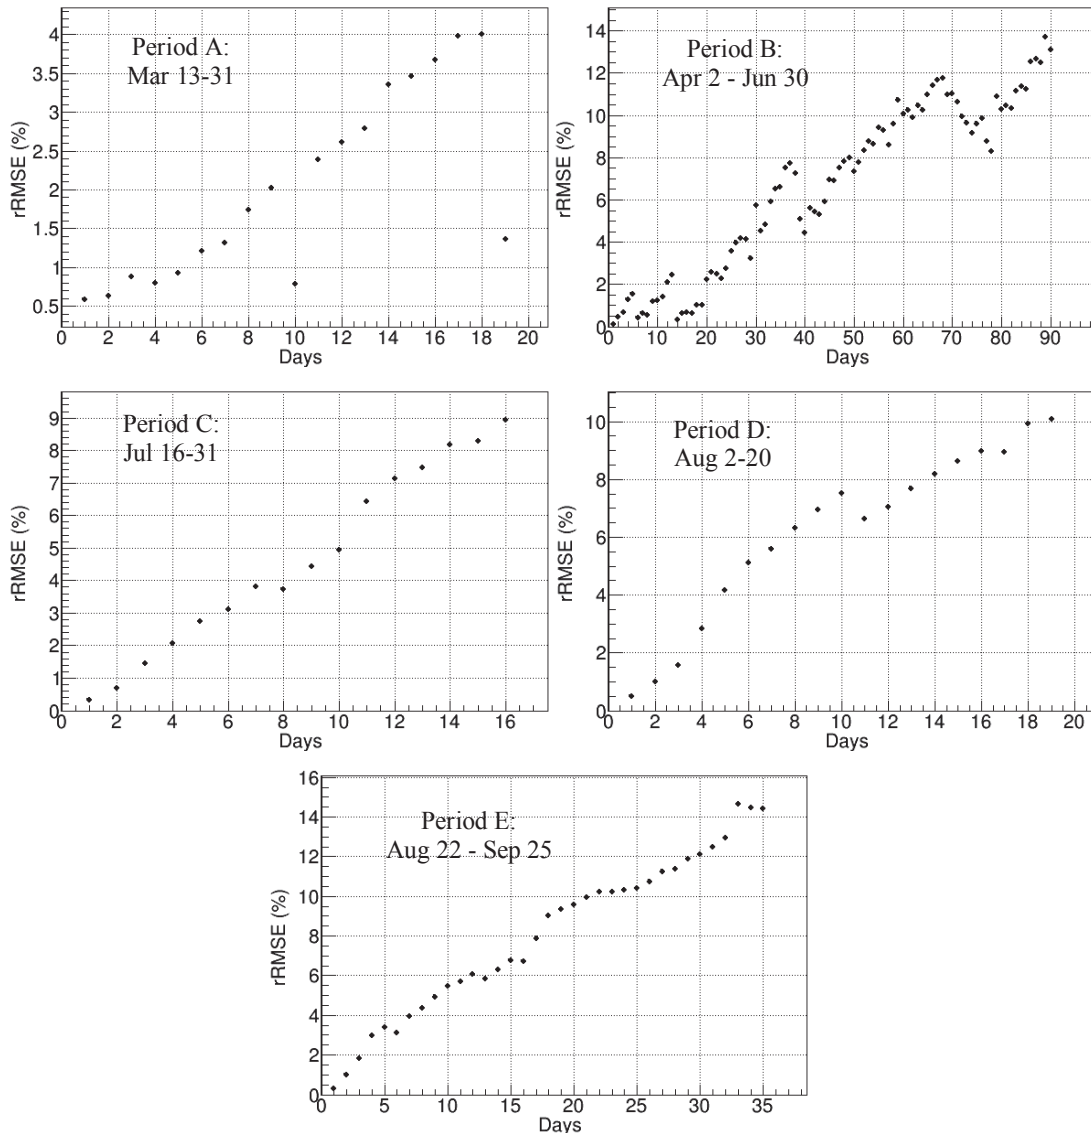 Period A:
Mar 13-31
rRMSE (%)
4
3.5
3
2.5
2
1.5
1
0.5
0 2 4 6 8 10 12 14 16 18 20
Days
Period B:
Apr 2 - Jun 30
rRMSE (%)
14
12
10
8
6
4
2
0
0 10 20 30 40 50 60 70 80 90
Days
Period C:
Jul 16-31
rRMSE (%)
9
8
7
6
5
4
3
2
1
0
0 2 4 6 8 10 12 14 16
Days
Period D:
Aug 2-20
rRMSE (%)
10
8
6
4
2
0
0 2 4 6 8 10 12 14 16 18 20
Days
Period E:
Aug 22 - Sep 25
rRMSE (%)
16
14
12
10
8
6
4
2
0
0 5 10 15 20 25 30 35
Days